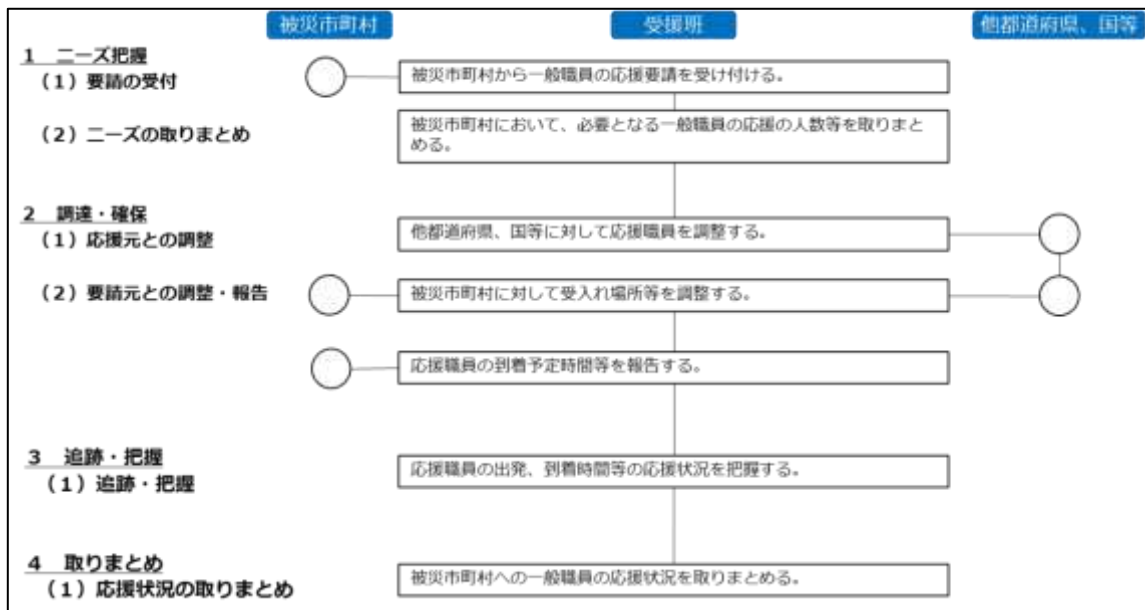 被災市町村 受援班 他都道府県、国等
1 ニーズ把握
(1)要請の受付
被災市町村から一般職員の応援要請を受け付ける。
(2)ニーズの取りまとめ
被災市町村において、必要となる一般職員の応援の人数等を取りまと
める。
2 調達・確保
(1)応援元との調整
他都道府県、国等に対して応援職員を調整する。
(2)要請元との調整・報告
被災市町村に対して受入れ場所等を調整する。
応援職員の到着予定時間等を報告する。
3 追跡・把握
(1)追跡・把握
応援職員の出発、到着時間等の応援状況を把握する。
4 取りまとめ
(1)応援状況の取りまとめ
被災市町村への一般職員の応援状況を取りまとめる。